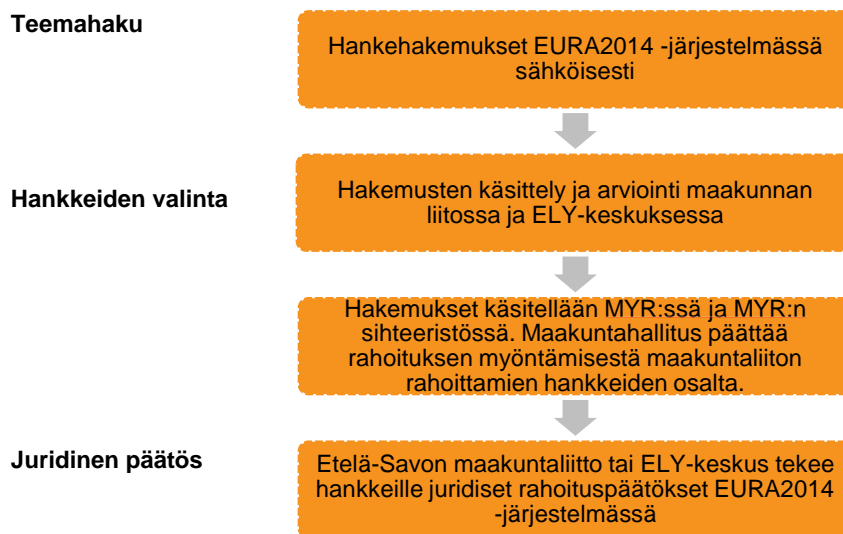 Teemahaku
Hankehakemukset EURA2014 -järjestelmässä
sähköisesti
Hankkeiden valinta
Hakemusten käsittely ja arviointi maakunnan
liitossa ja ELY-keskuksessa
Hakemukset käsitellään MYR:ssä ja MYR:n
sihteeristössä. Maakuntahallitus päättää
rahoituksen myöntämisestä maakuntaliiton
rahoittamien hankkeiden osalta.
Juridinen päätös
Etelä-Savon maakuntaliitto tai ELY-keskus tekee
hankkeille juridiset rahoituspäätökset EURA2014
-järjestelmässä